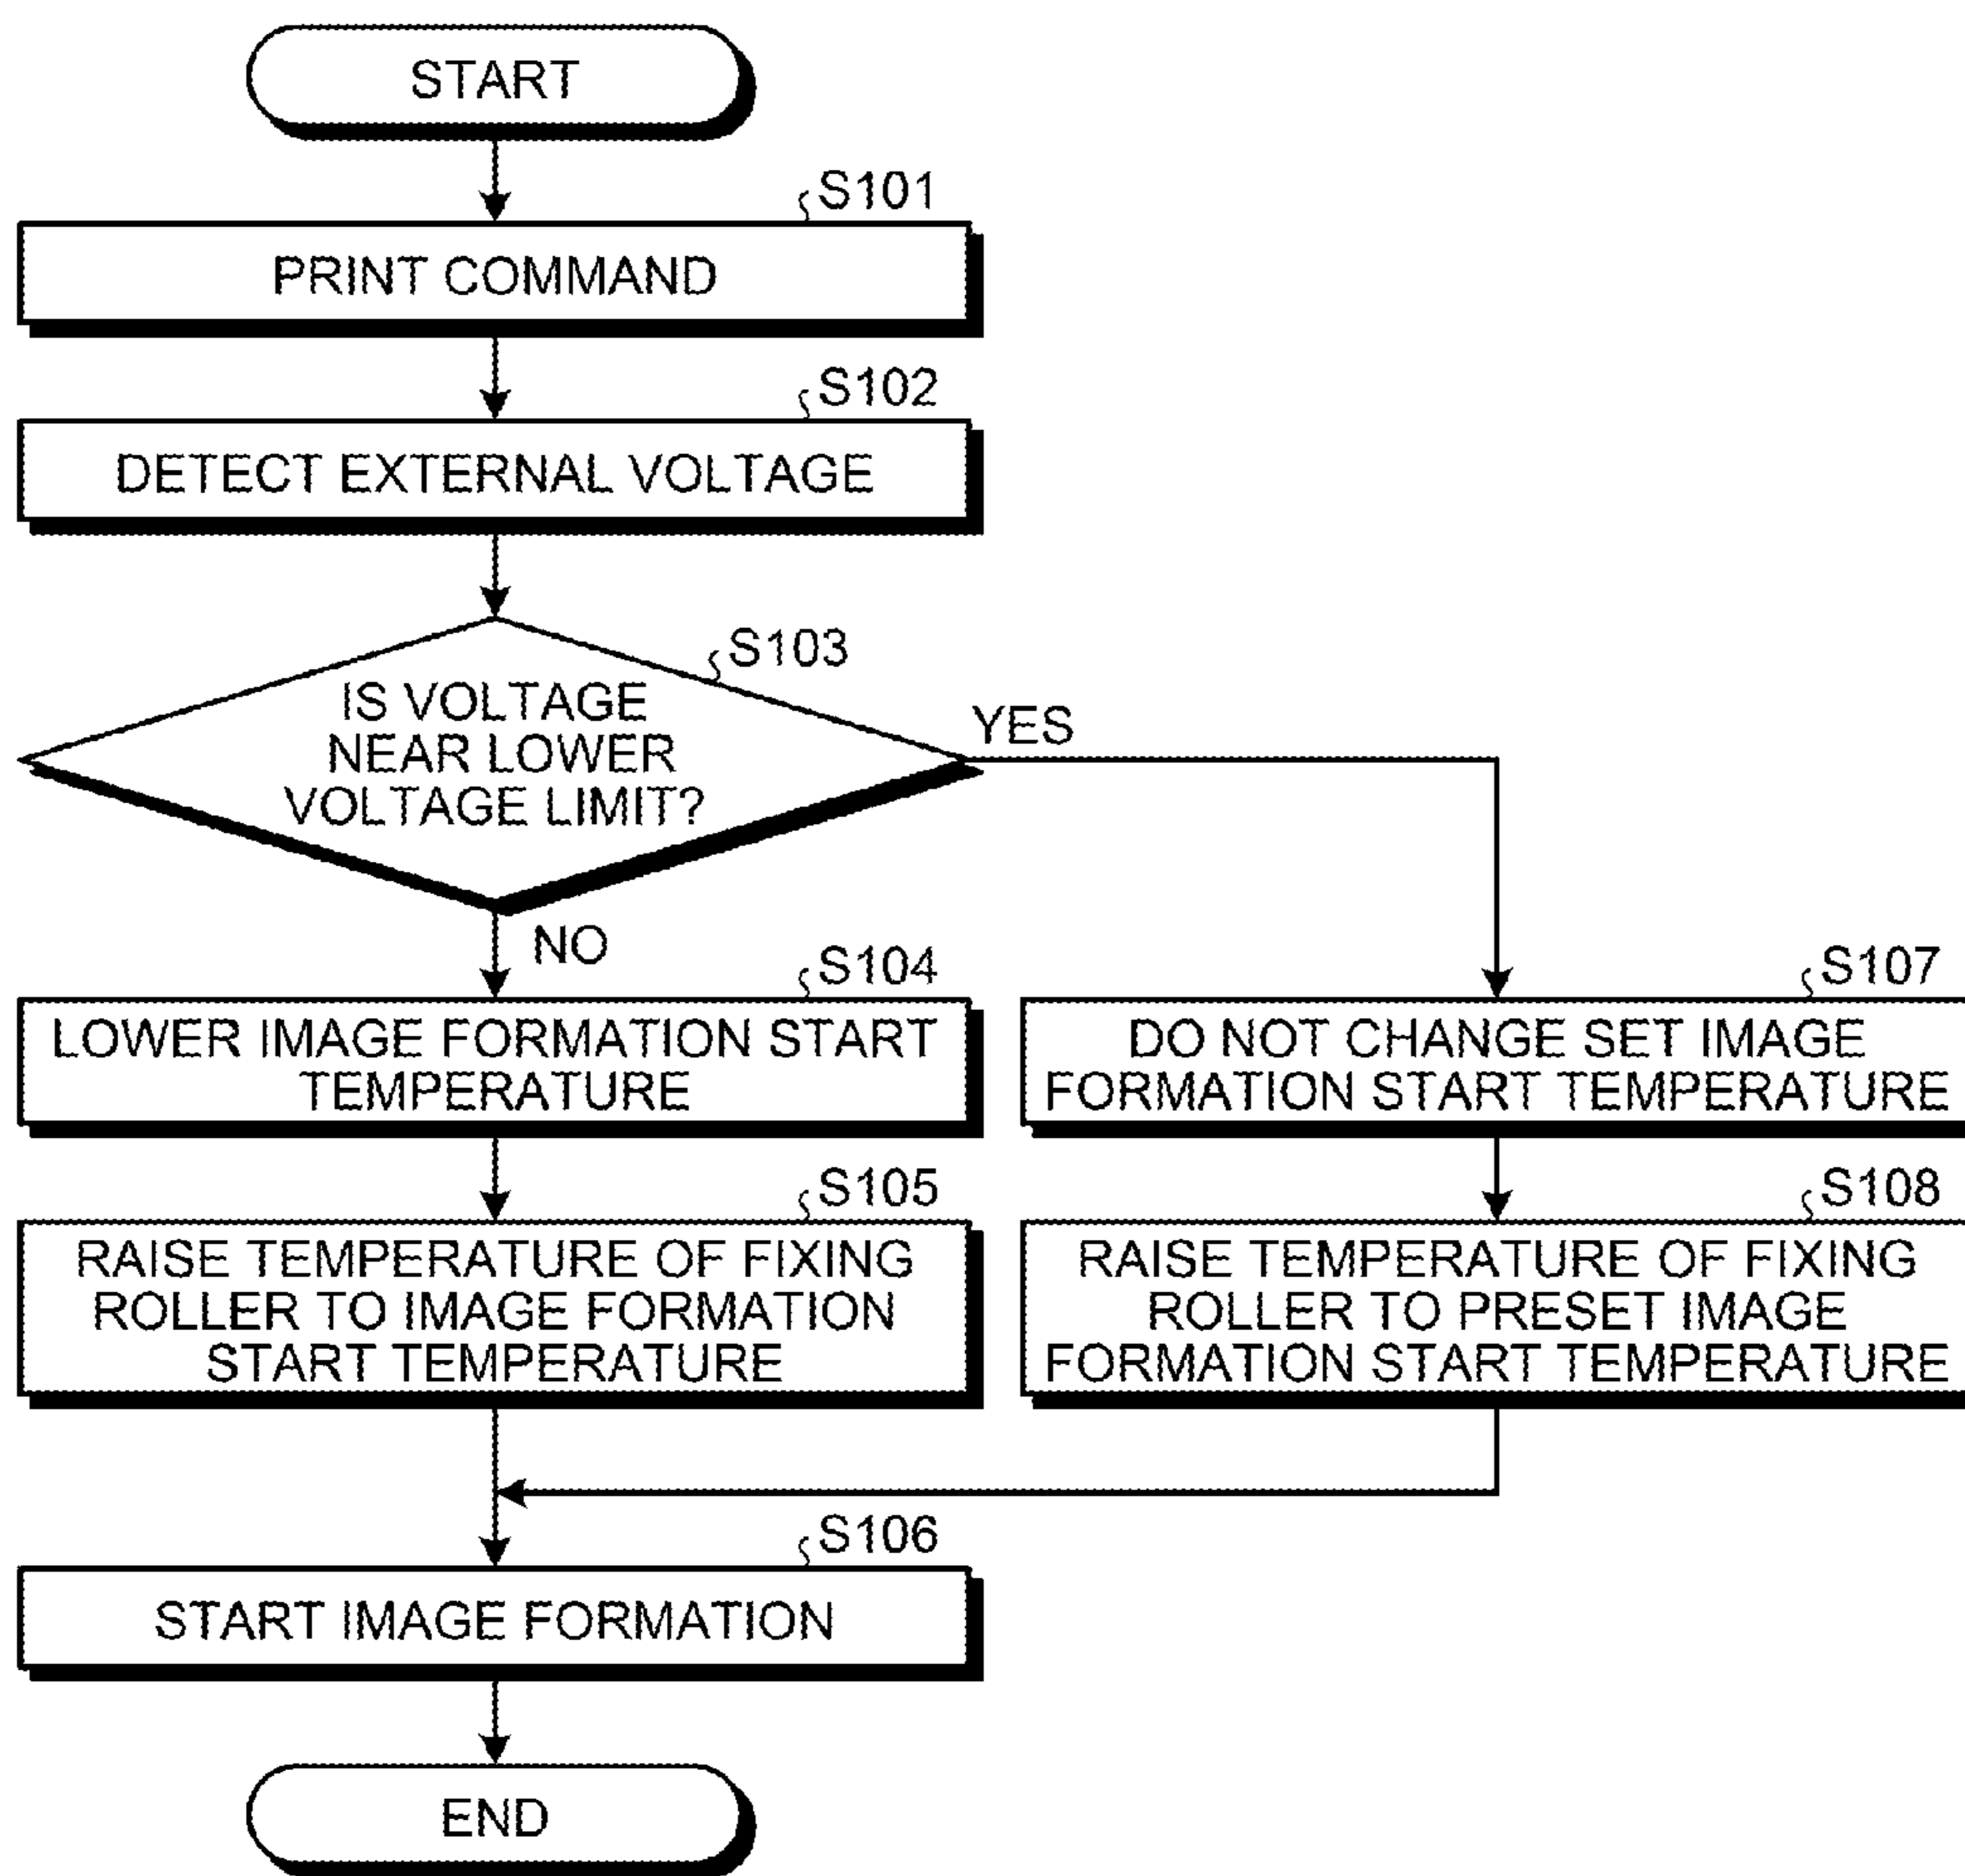 START
S101
PRINT COMMAND
S102
DETECT EXTERNAL VOLTAGE
S103
IS VOLTAGE
NEAR LOWER
VOLTAGE LIMIT?
YES
NO
S104
LOWER IMAGE FORMATION START
TEMPERATURE
S107
DO NOT CHANGE SET IMAGE
FORMATION START TEMPERATURE
S105
RAISE TEMPERATURE OF FIXING
ROLLER TO IMAGE FORMATION
START TEMPERATURE
S108
RAISE TEMPERATURE OF FIXING
ROLLER TO PRESET IMAGE
FORMATION START TEMPERATURE
S106
START IMAGE FORMATION
END